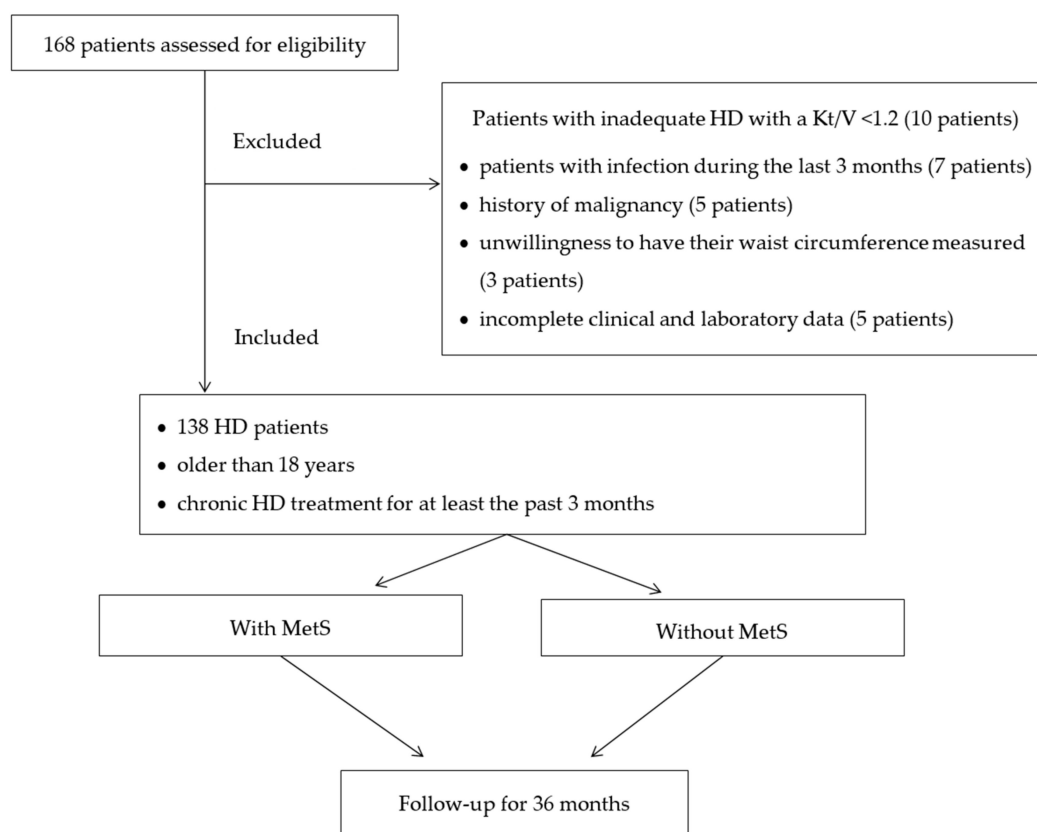 168 patients assessed for eligibility
Excluded
Patients with inadequate HD with a Kt/V <1.2 (10 patients)
• patients with infection during the last 3 months (7 patients)
• history of malignancy (5 patients)
• unwillingness to have their waist circumference measured
(3 patients)
• incomplete clinical and laboratory data (5 patients)
Included
• 138 HD patients
• older than 18 years
• chronic HD treatment for at least the past 3 months
With MetS
Without MetS
Follow-up for 36 months